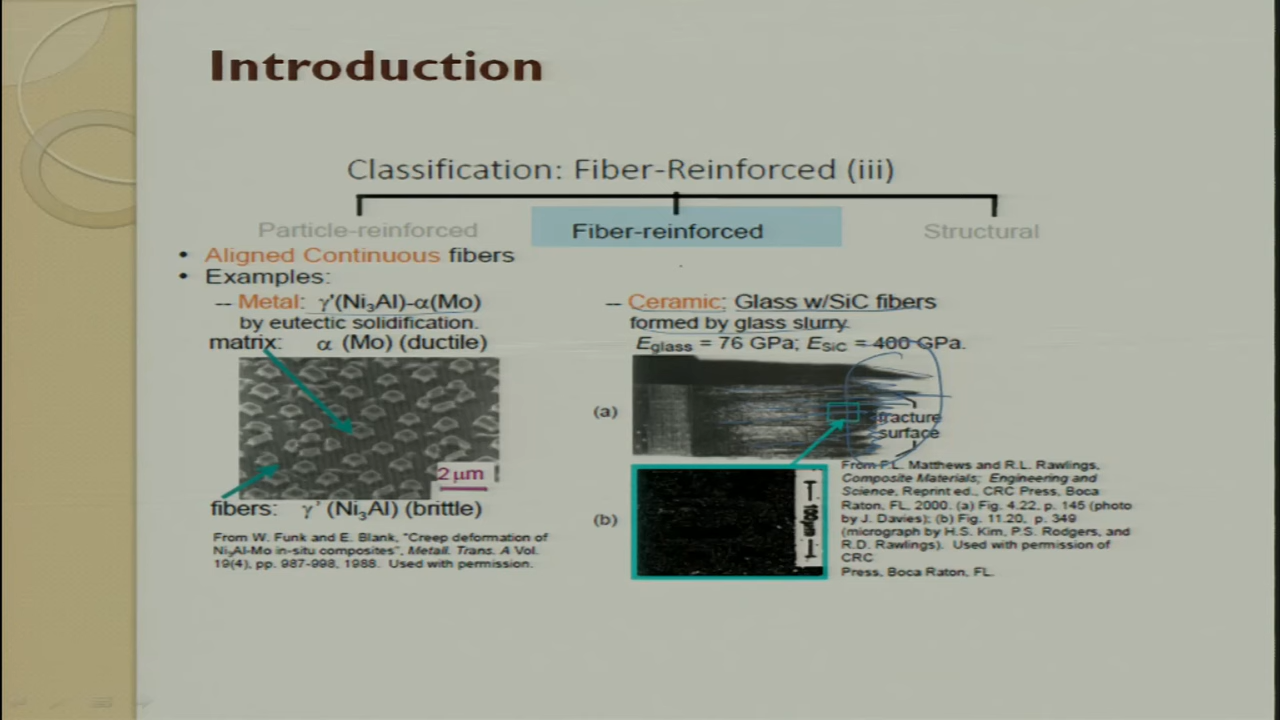 Introduction
Classification: Fiber-Reinforced (iii)
Particle-reinforced
Fiber-reinforced
Structural
• Aligned Continuous fibers
• Examples:
-- Metal: γ'(Ni₃Al)-α(Mo)
by eutectic solidification.
matrix: α (Mo) (ductile)
2 μm
fibers: γ' (Ni₃Al) (brittle)
From W. Funk and E. Blank, "Creep deformation of
Ni₃Al-Mo in-situ composites", Metall. Trans. A Vol.
19(4), pp. 987-998, 1988. Used with permission.
-- Ceramic: Glass w/SiC fibers
formed by glass slurry
E glass = 76 GPa; E SiC = 400 GPa.
(a)
fracture
surface
(b)
100 μm
From F.L. Matthews and R.L. Rawlings,
Composite Materials; Engineering and
Science, Reprint ed., CRC Press, Boca
Raton, FL, 2000. (a) Fig. 4.22, p. 145 (photo
by J. Davies); (b) Fig. 11.20, p. 349
(micrograph by H.S. Kim, P.S. Rodgers, and
R.D. Rawlings). Used with permission of
CRC
Press, Boca Raton, FL.